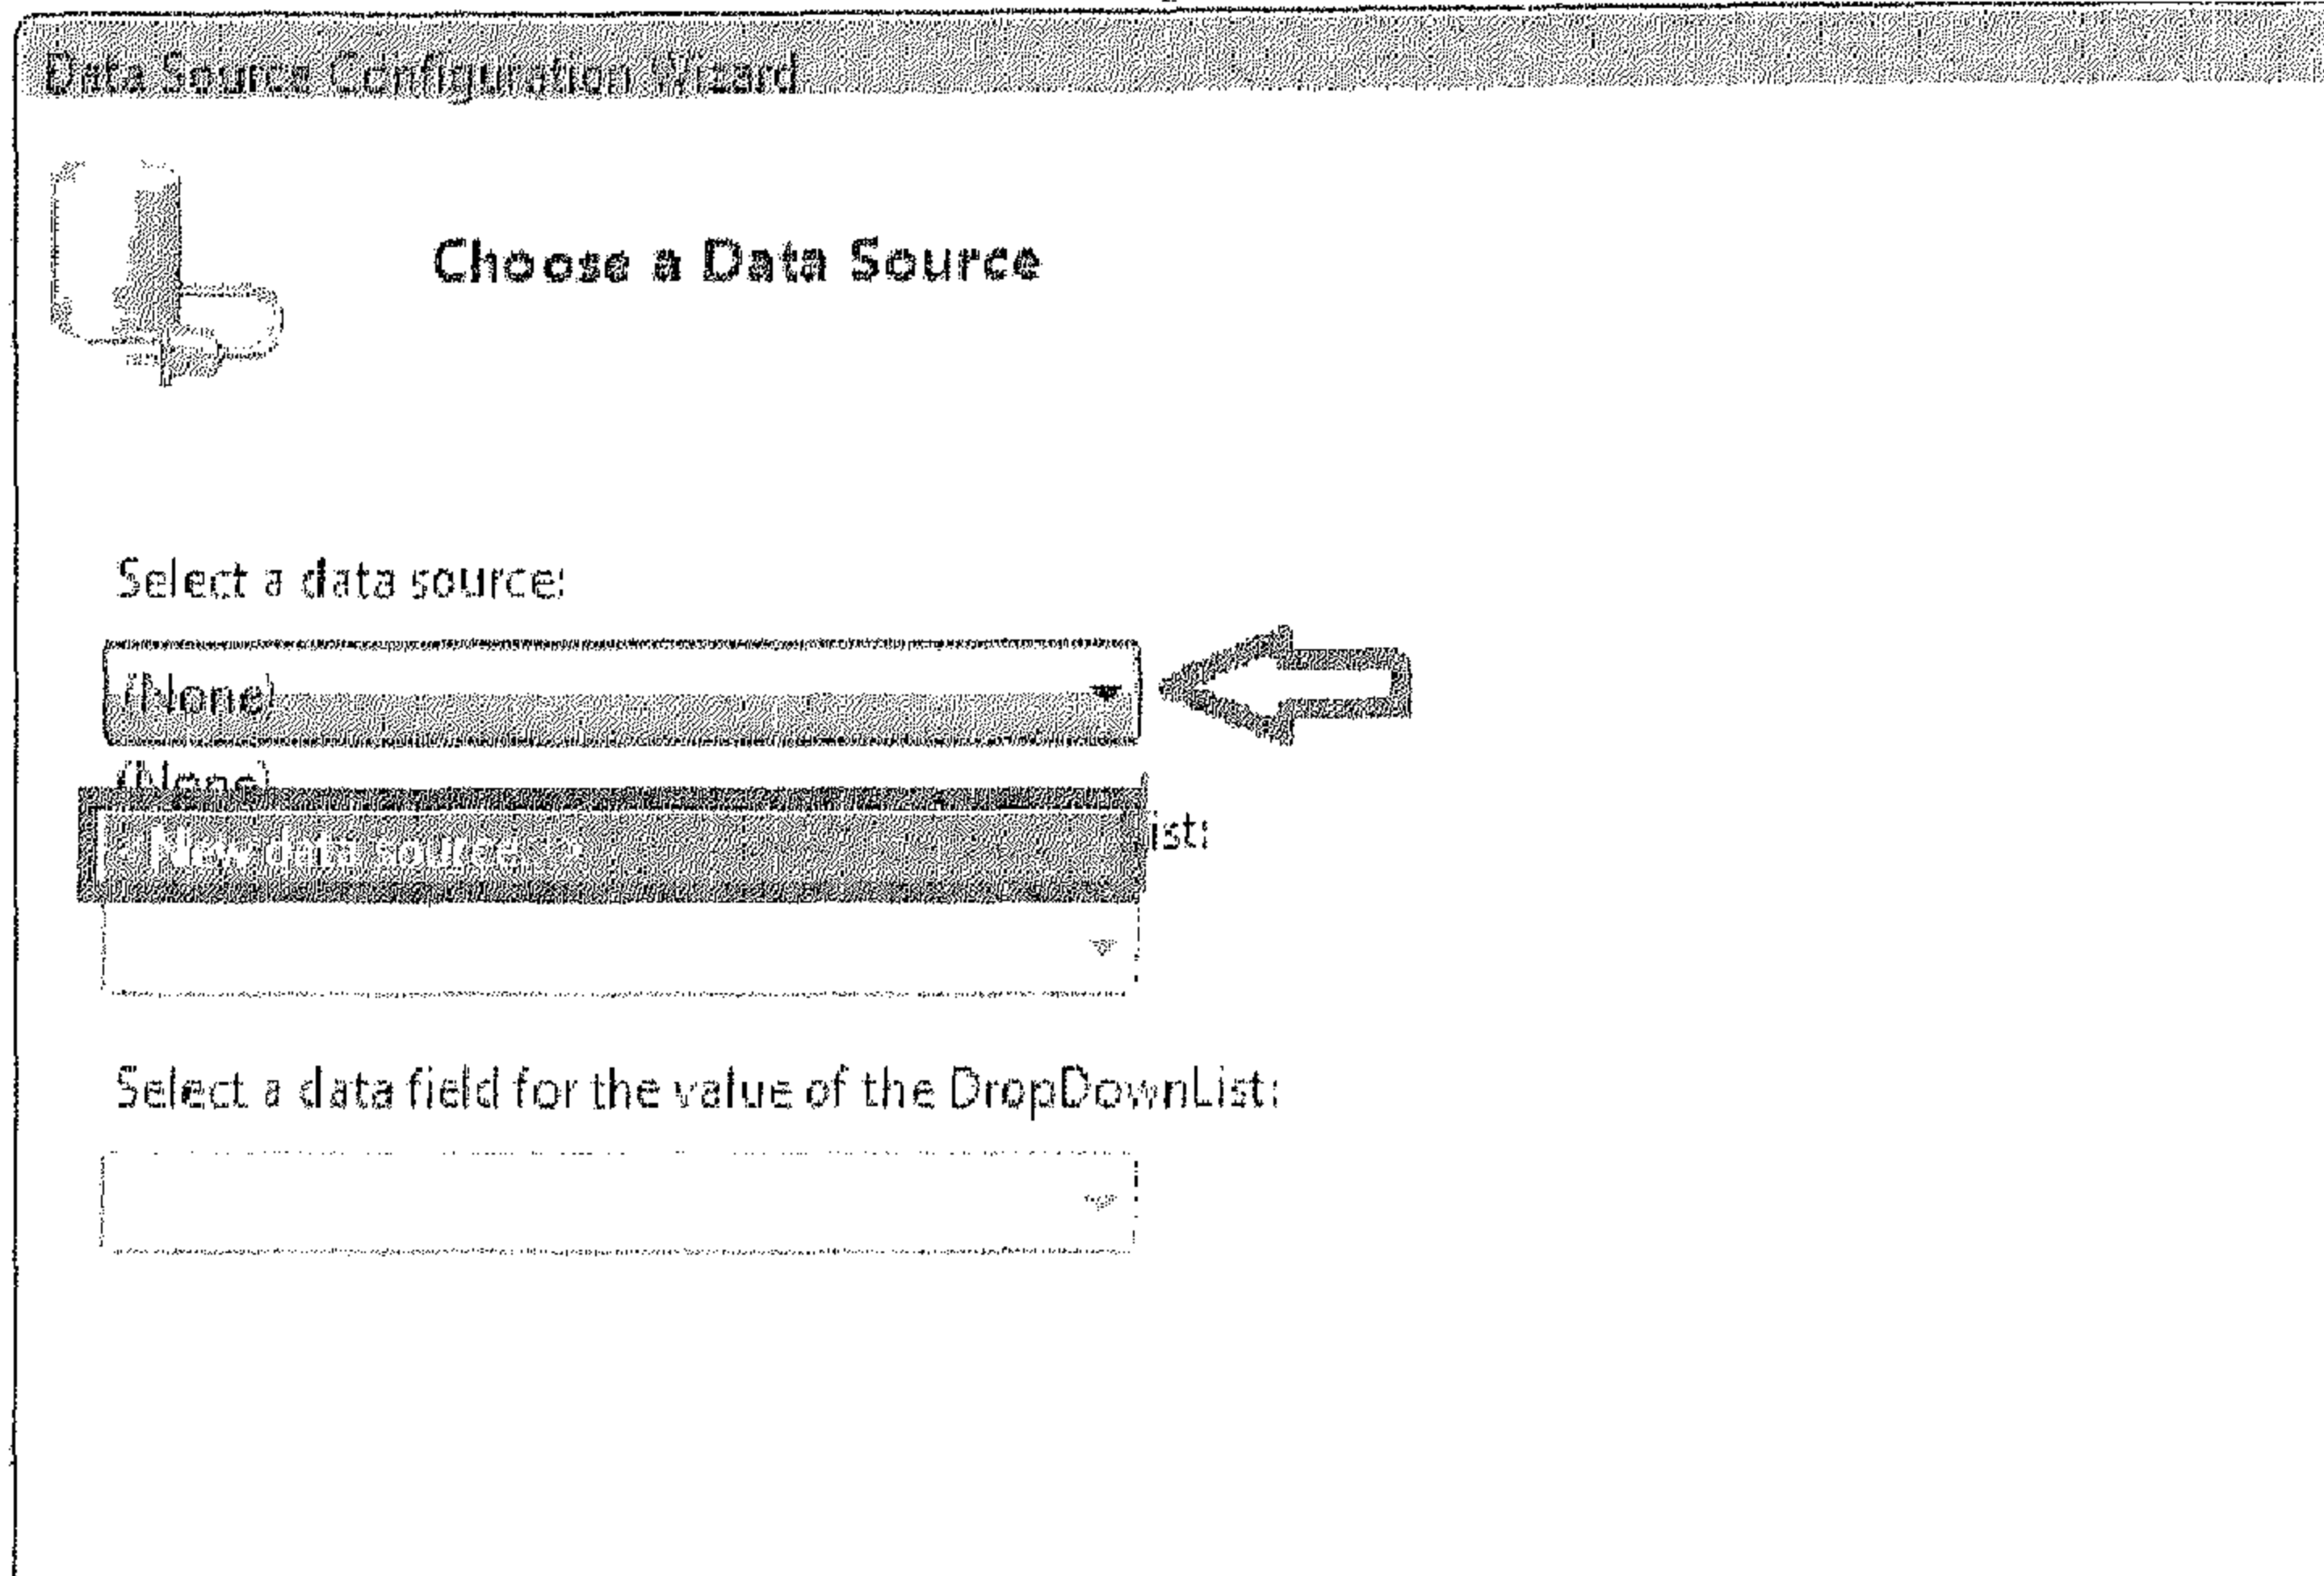 Data Source Configuration Wizard
Choose a Data Source
Select a data source:
(None)
(None)
<New data source...>
ist:
Select a data field for the value of the DropDownList: